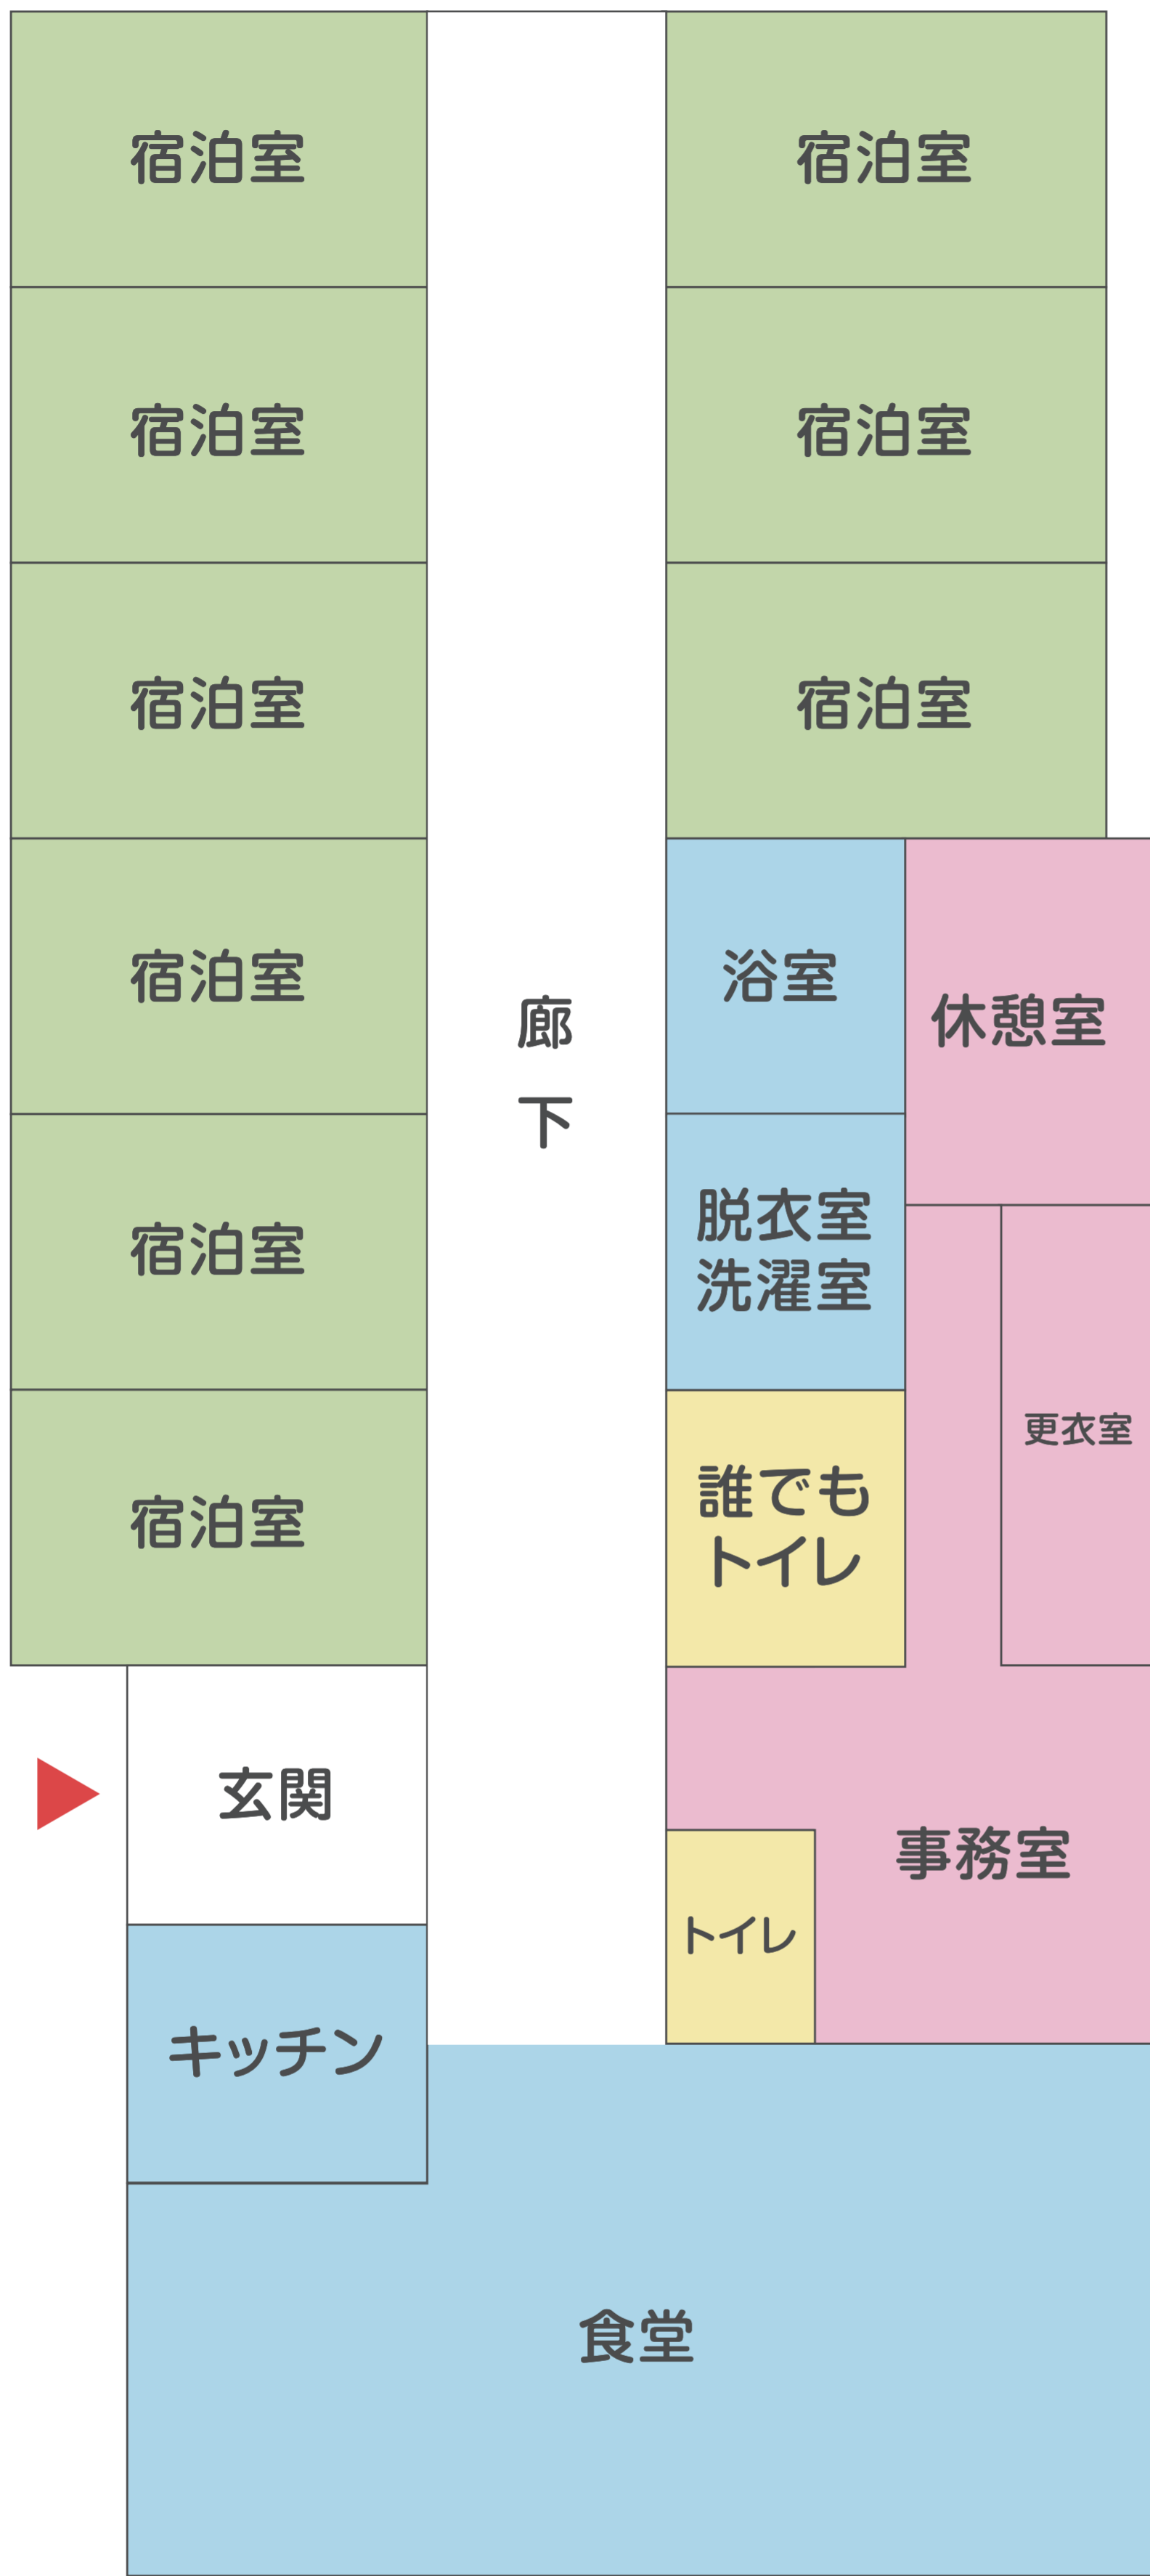 宿泊室
宿泊室
宿泊室
宿泊室
宿泊室
宿泊室
宿泊室
浴室
休憩室
廊
下
宿泊室
脱衣室
洗濯室
更衣室
宿泊室
誰でも
トイレ
玄関
事務室
トイレ
キッチン
食堂